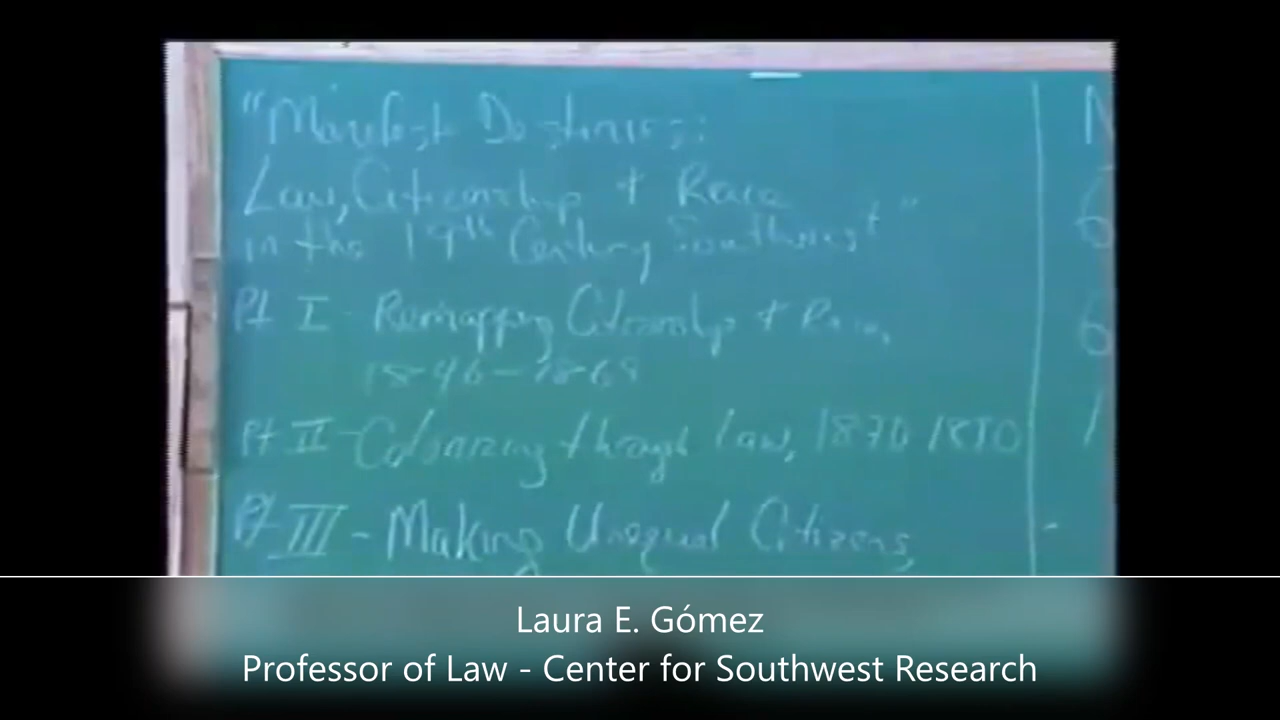 "Manifest Destinies:
Law, Citizenship + Race
in the 19th Century Southwest"
Pt I - Remapping Citizenship + Race,
1846-1868
Pt II - Colonizing through law, 1870 1880
Pt III - Making Unequal Citizens,
Laura E. Gómez
Professor of Law - Center for Southwest Research